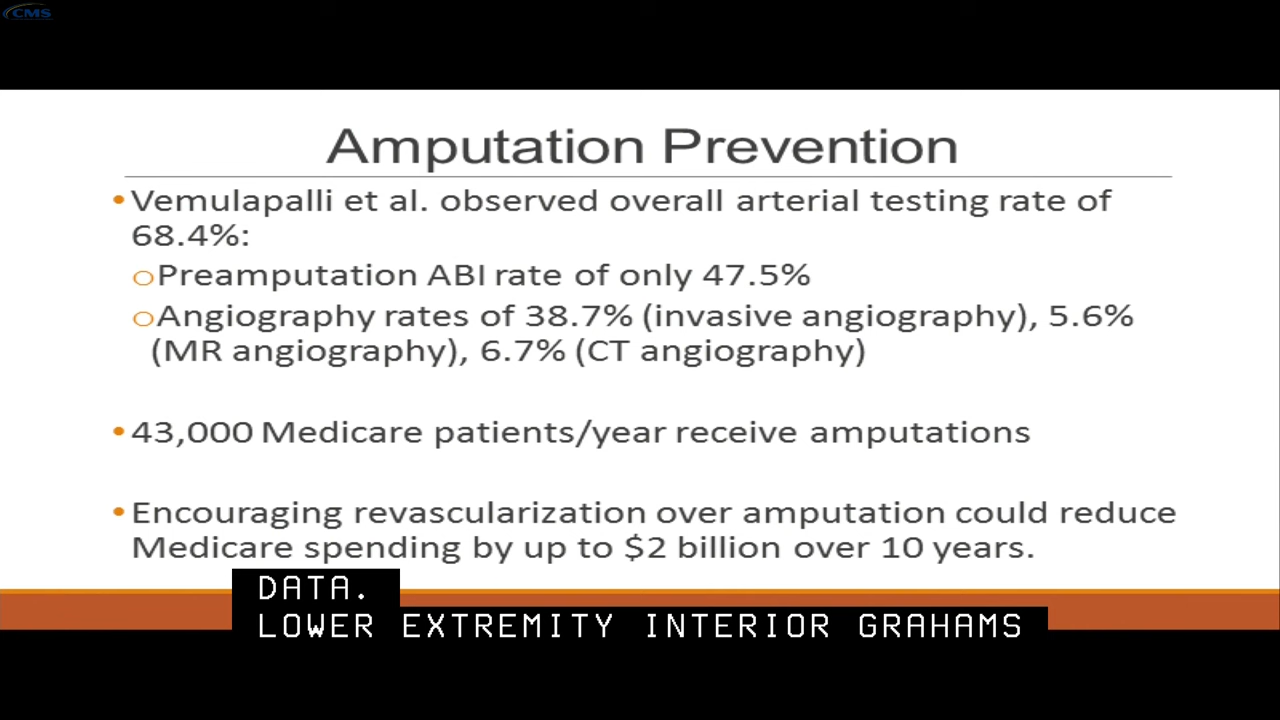 CMS
Amputation Prevention
•Vemulapalli et al. observed overall arterial testing rate of
68.4%:
oPreamputation ABI rate of only 47.5%
oAngiography rates of 38.7% (invasive angiography), 5.6%
(MR angiography), 6.7% (CT angiography)
•43,000 Medicare patients/year receive amputations
•Encouraging revascularization over amputation could reduce
Medicare spending by up to $2 billion over 10 years.
DATA.
LOWER EXTREMITY INTERIOR GRAHAMS